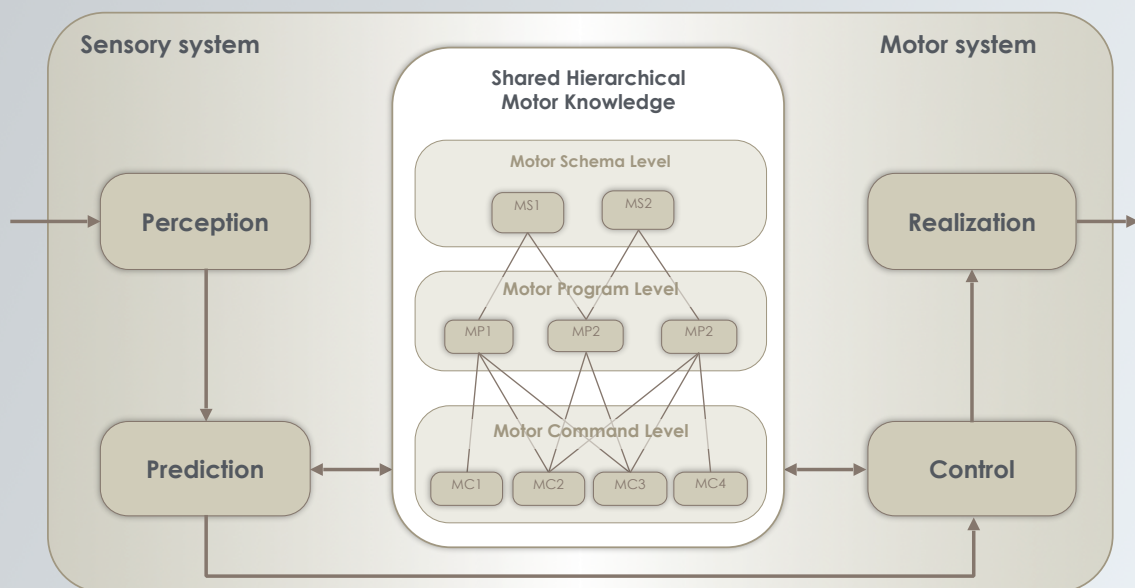 Sensory system
Motor system
Shared Hierarchical
Motor Knowledge
Motor Schema Level
MS1
MS2
Perception
Realization
Motor Program Level
MP1
MP2
MP2
Motor Command Level
Prediction
Control
MC1
MC2
MC3
MC4